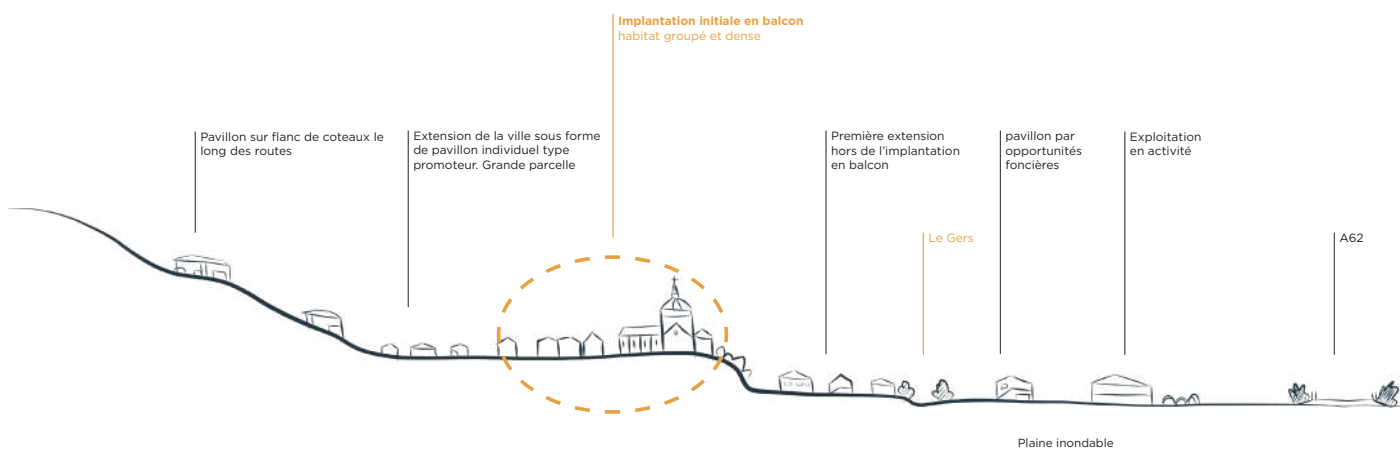 Implantation initiale en balcon
habitat groupé et dense
Pavillon sur flanc de coteaux le
long des routes
Extension de la ville sous forme
de pavillon individuel type
promoteur. Grande parcelle
Première extension
hors de l'implantation
en balcon
pavillon par
opportunités
foncières
Exploitation
en activité
Le Gers
A62
Plaine inondable